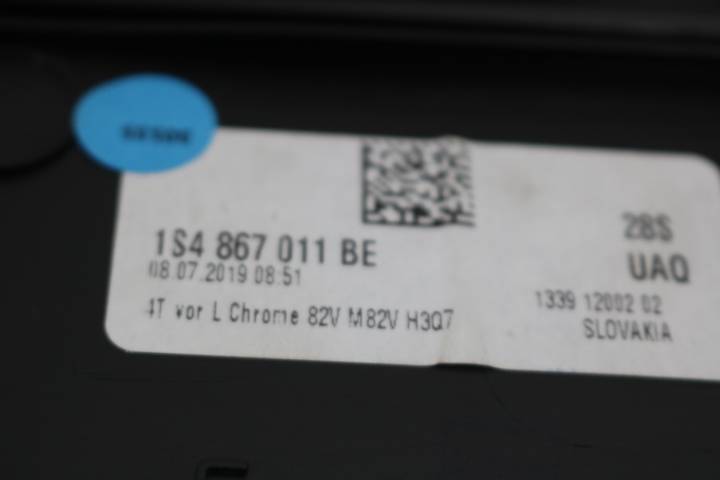 1S4 867 011 BE
08.07.2019 08:51
4T vor L Chrome 82V M82V H3Q7
2BS
UAQ
1339 12002 02
SLOVAKIA